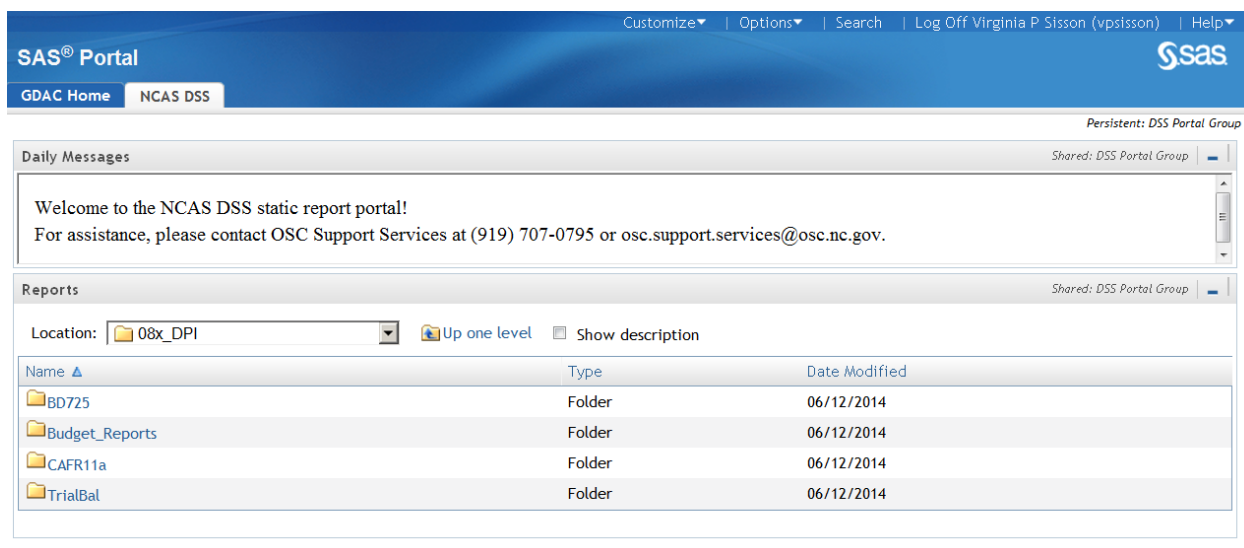 Customize▼ | Options▼ | Search | Log Off Virginia P Sisson (vpsisson) | Help▼
SAS® Portal
sas
GDAC Home NCAS DSS
Persistent: DSS Portal Group
Daily Messages Shared: DSS Portal Group
Welcome to the NCAS DSS static report portal!
For assistance, please contact OSC Support Services at (919) 707-0795 or osc.support.services@osc.nc.gov.
Reports Shared: DSS Portal Group
Location: 08x_DPI Up one level Show description
Name Type Date Modified
BD725 Folder 06/12/2014
Budget_Reports Folder 06/12/2014
CAFR11a Folder 06/12/2014
TrialBal Folder 06/12/2014